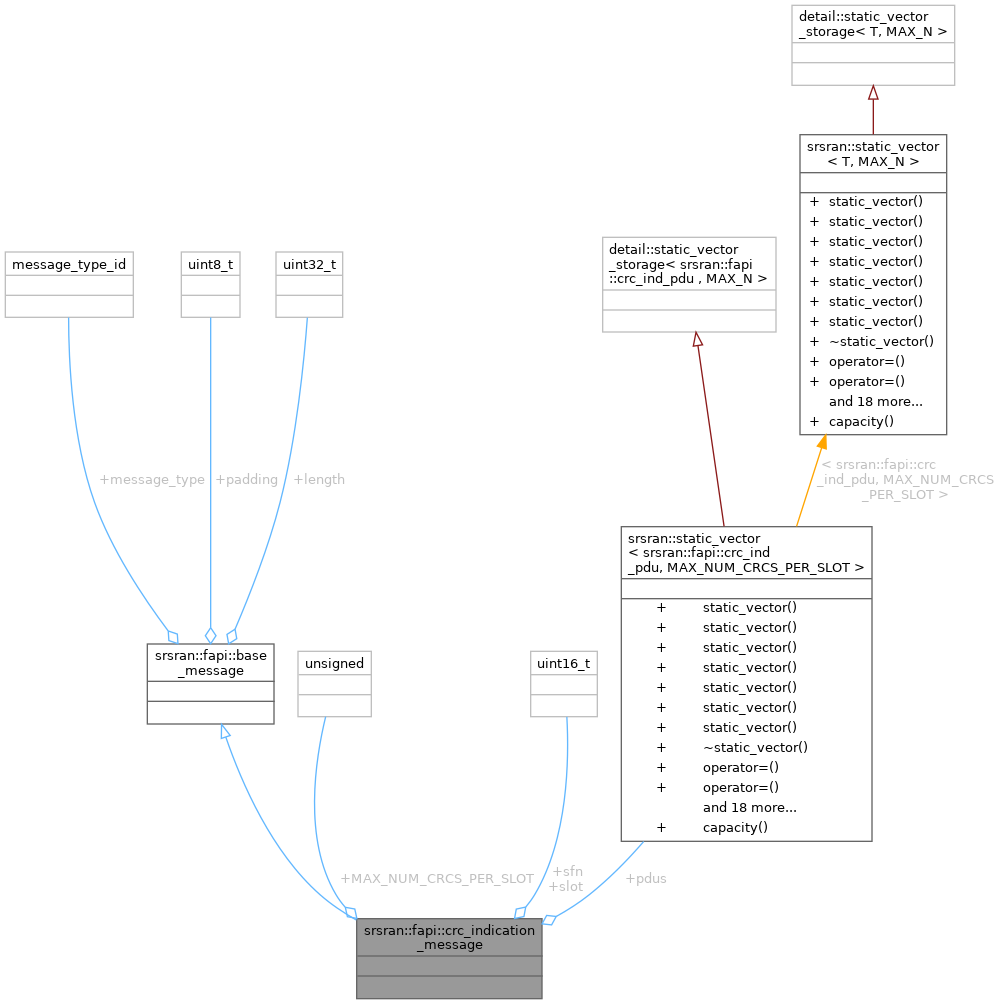 detail::static_vector
_storage< T, MAX_N >
srsran::static_vector
< T, MAX_N >
+ static_vector()
+ static_vector()
+ static_vector()
+ static_vector()
+ static_vector()
+ static_vector()
+ static_vector()
+ ~static_vector()
+ operator=()
+ operator=()
and 18 more...
+ capacity()
detail::static_vector
_storage< srsran::fapi
::crc_ind_pdu , MAX_N >
message_type_id
uint8_t
uint32_t
+message_type
+padding
+length
< srsran::fapi::crc
_ind_pdu, MAX_NUM_CRCS
_PER_SLOT >
srsran::static_vector
< srsran::fapi::crc_ind
_pdu, MAX_NUM_CRCS_PER_SLOT >
+ static_vector()
+ static_vector()
+ static_vector()
+ static_vector()
+ static_vector()
+ static_vector()
+ static_vector()
+ ~static_vector()
+ operator=()
+ operator=()
and 18 more...
+ capacity()
srsran::fapi::base
_message
unsigned
uint16_t
+MAX_NUM_CRCS_PER_SLOT
+sfn
+slot
+pdus
srsran::fapi::crc_indication
_message